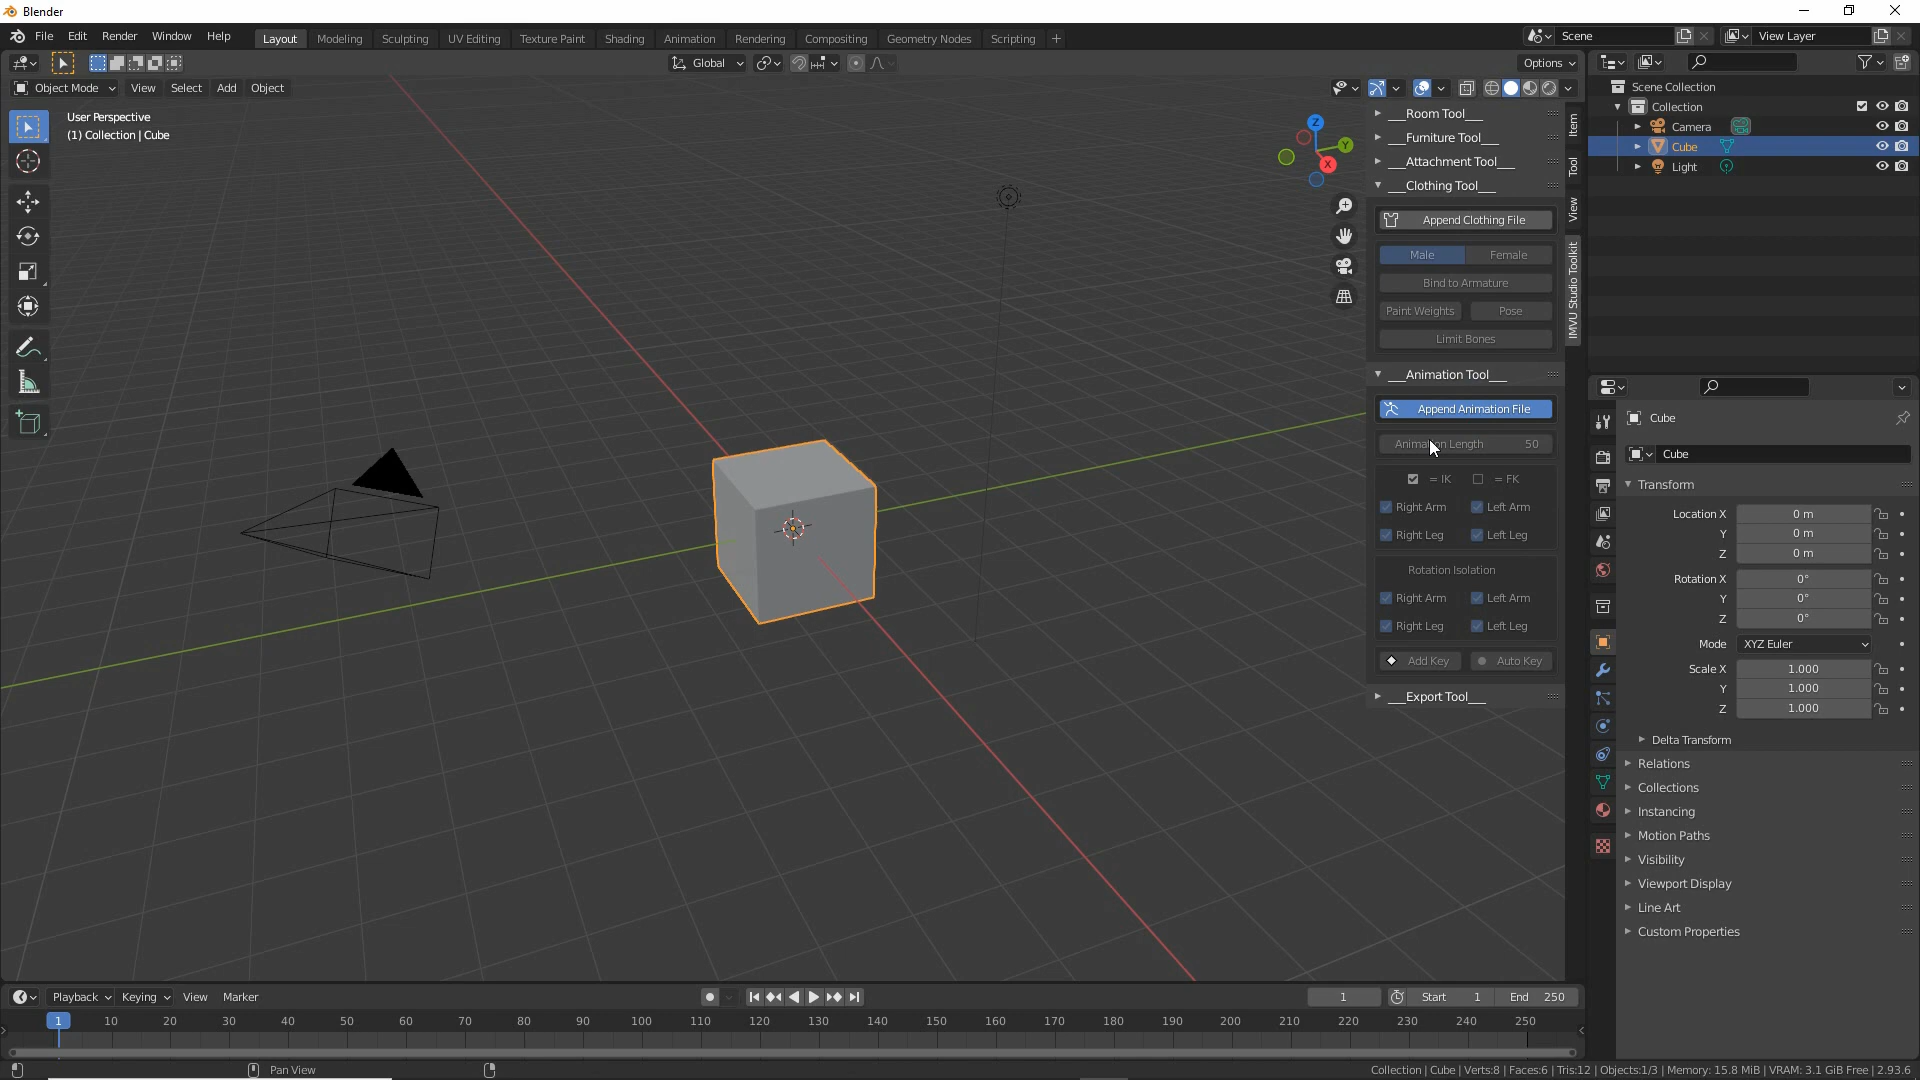 Blender
File Edit Render Window Help Layout Modeling Sculpting UV Editing Texture Paint Shading Animation Rendering Compositing Geometry Nodes Scripting + Scene View Layer
Global Options
Object Mode View Select Add Object
User Perspective
(1) Collection | Cube
Z
Y
X
___Room Tool___
___Furniture Tool___
___Attachment Tool___
___Clothing Tool___
Append Clothing File
Male Female
Bind to Armature
Paint Weights Pose
Limit Bones
___Animation Tool___
Append Animation File
Animation Length 50
= IK = FK
Right Arm Left Arm
Right Leg Left Leg
Rotation Isolation
Right Arm Left Arm
Right Leg Left Leg
Add Key Auto Key
___Export Tool___
Item
Tool
View
IMVU Studio Toolkit
Scene Collection
Collection
Camera
Cube
Light
Cube
Cube
Transform
Location X 0 m
Y 0 m
Z 0 m
Rotation X 0°
Y 0°
Z 0°
Mode XYZ Euler
Scale X 1.000
Y 1.000
Z 1.000
Delta Transform
Relations
Collections
Instancing
Motion Paths
Visibility
Viewport Display
Line Art
Custom Properties
Playback Keying View Marker 1 Start 1 End 250
1 10 20 30 40 50 60 70 80 90 100 110 120 130 140 150 160 170 180 190 200 210 220 230 240 250
Pan View
Collection | Cube | Verts:8 | Faces:6 | Tris:12 | Objects:1/3 | Memory: 15.8 MiB | VRAM: 3.1 GiB Free | 2.93.6